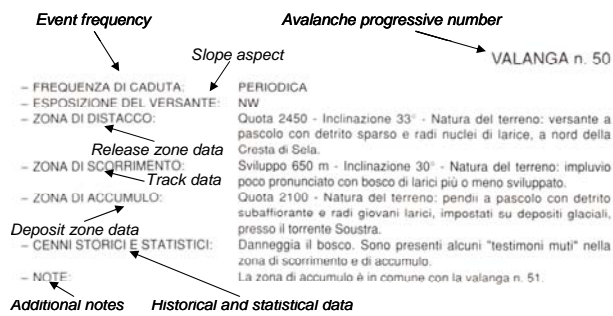 Event frequency
Avalanche progressive number
Slope aspect
VALANGA n. 50
– FREQUENZA DI CADUTA: PERIODICA
– ESPOSIZIONE DEL VERSANTE: NW
– ZONA DI DISTACCO: Quota 2450 - Inclinazione 33° - Natura del terreno: versante a
pascolo con detrito sparso e radi nuclei di larice, a nord della
Cresta di Sela.
Release zone data
– ZONA DI SCORRIMENTO: Sviluppo 650 m - Inclinazione 30° - Natura del terreno: impluvio
poco pronunciato con bosco di larici più o meno sviluppato.
Track data
– ZONA DI ACCUMULO: Quota 2100 - Natura del terreno: pendii a pascolo con detrito
subaffiorante e radi giovani larici, impostati su depositi glaciali,
presso il torrente Soustra.
Deposit zone data
– CENNI STORICI E STATISTICI: Danneggia il bosco. Sono presenti alcuni "testimoni muti" nella
zona di scorrimento e di accumulo.
– NOTE: La zona di accumulo è in comune con la valanga n. 51.
Additional notes
Historical and statistical data